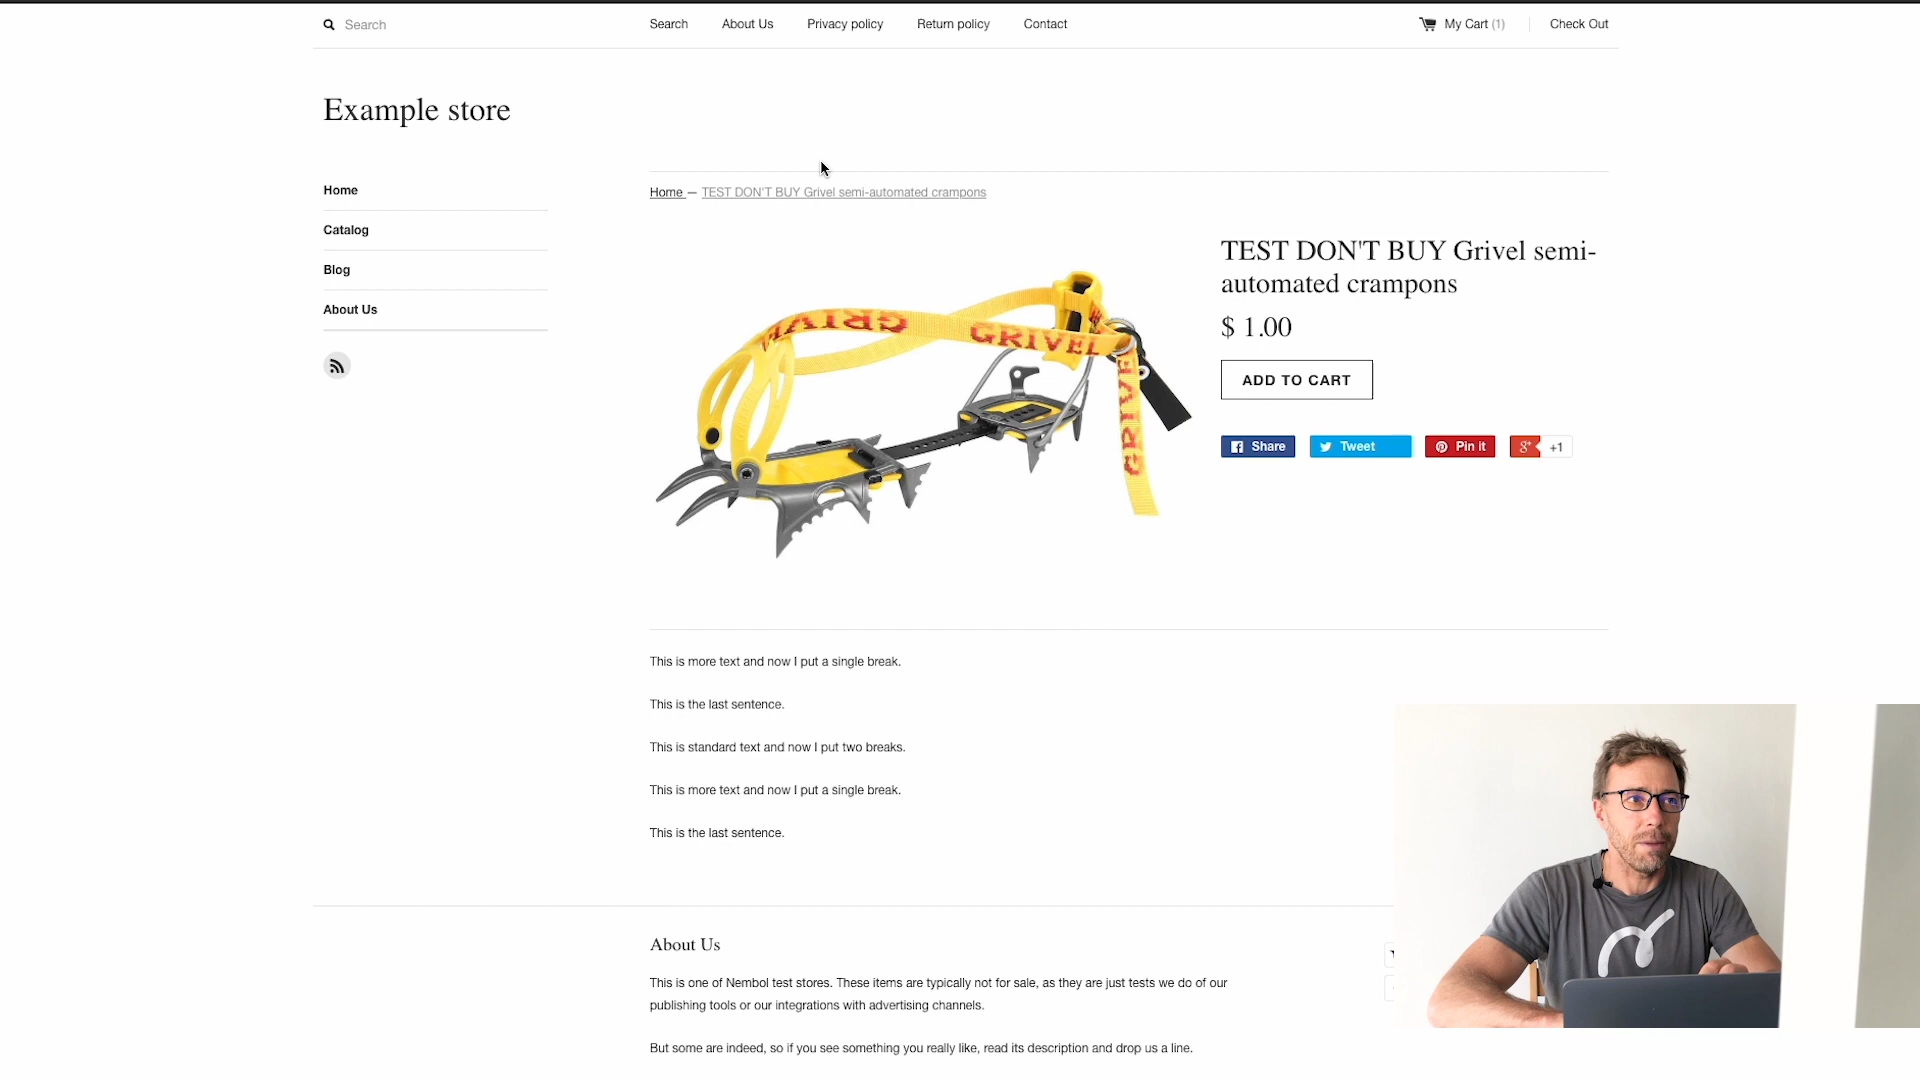 Search
Search
About Us
Privacy policy
Return policy
Contact
My Cart (1)
Check Out
Example store
Home
Catalog
Blog
About Us
Home — TEST DON'T BUY Grivel semi-automated crampons
GRIVEL
GRIVEL
GRIVE
TEST DON'T BUY Grivel semi-
automated crampons
$ 1.00
ADD TO CART
Share
Tweet
Pin it
g+ +1
This is more text and now I put a single break.
This is the last sentence.
This is standard text and now I put two breaks.
This is more text and now I put a single break.
This is the last sentence.
About Us
This is one of Nembol test stores. These items are typically not for sale, as they are just tests we do of our
publishing tools or our integrations with advertising channels.
But some are indeed, so if you see something you really like, read its description and drop us a line.